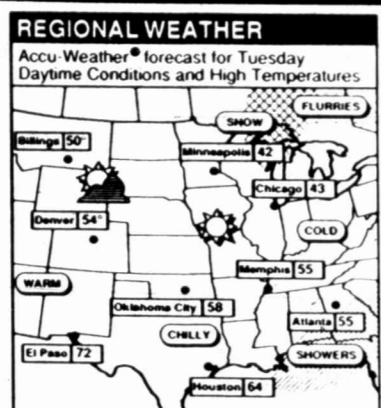 REGIONAL WEATHER
Accu-Weather® forecast for Tuesday
Daytime Conditions and High Temperatures
FLURRIES
SNOW
Billings 50°
Minneapolis 42
Chicago 43
Denver 54°
COLD
Memphis 55
WARM
Oklahoma City 58
Atlanta 55
CHILLY
El Paso 72
SHOWERS
Houston 64